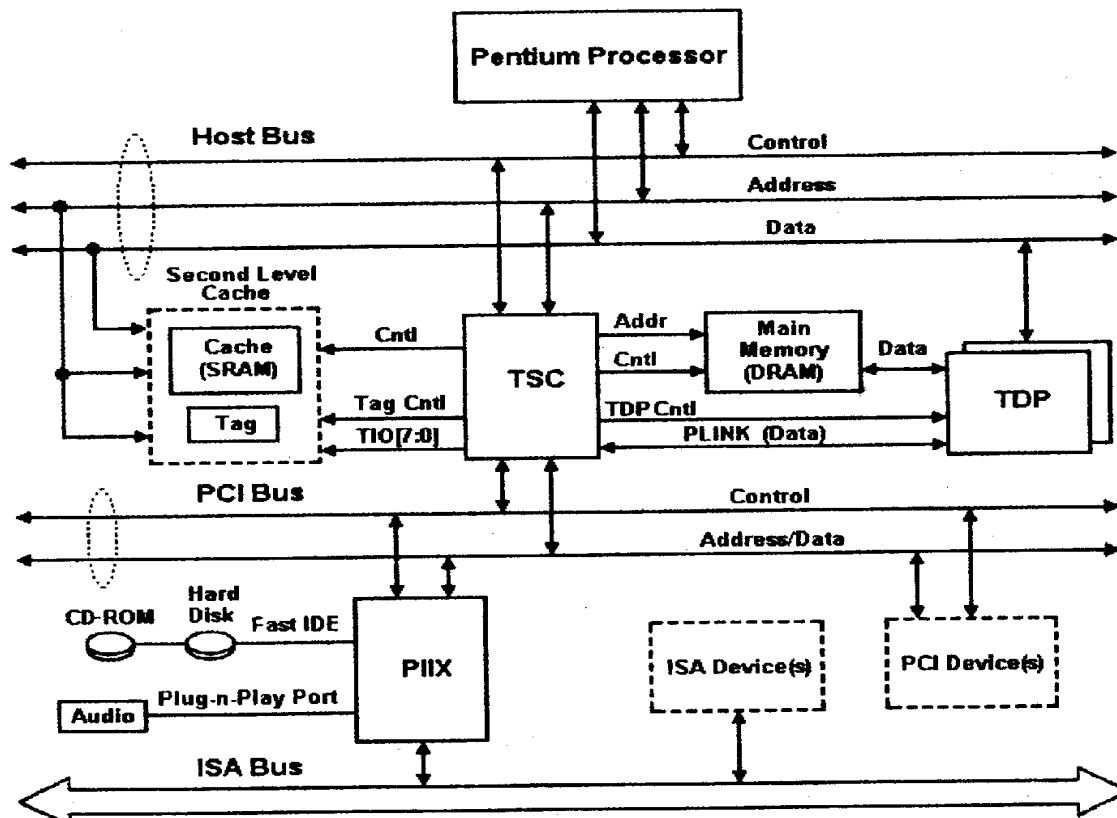 Pentium Processor
Host Bus
Control
Address
Data
Second Level
Cache
Cache
(SRAM)
Tag
Cntl
Tag Cntl
TIO[7:0]
TSC
Addr
Cntl
TDP Cntl
PLINK (Data)
Main
Memory
(DRAM)
Data
TDP
PCI Bus
Control
Address/Data
CD-ROM
Hard
Disk
Fast IDE
PIIX
Plug-n-Play Port
Audio
ISA Device(s)
PCI Device(s)
ISA Bus